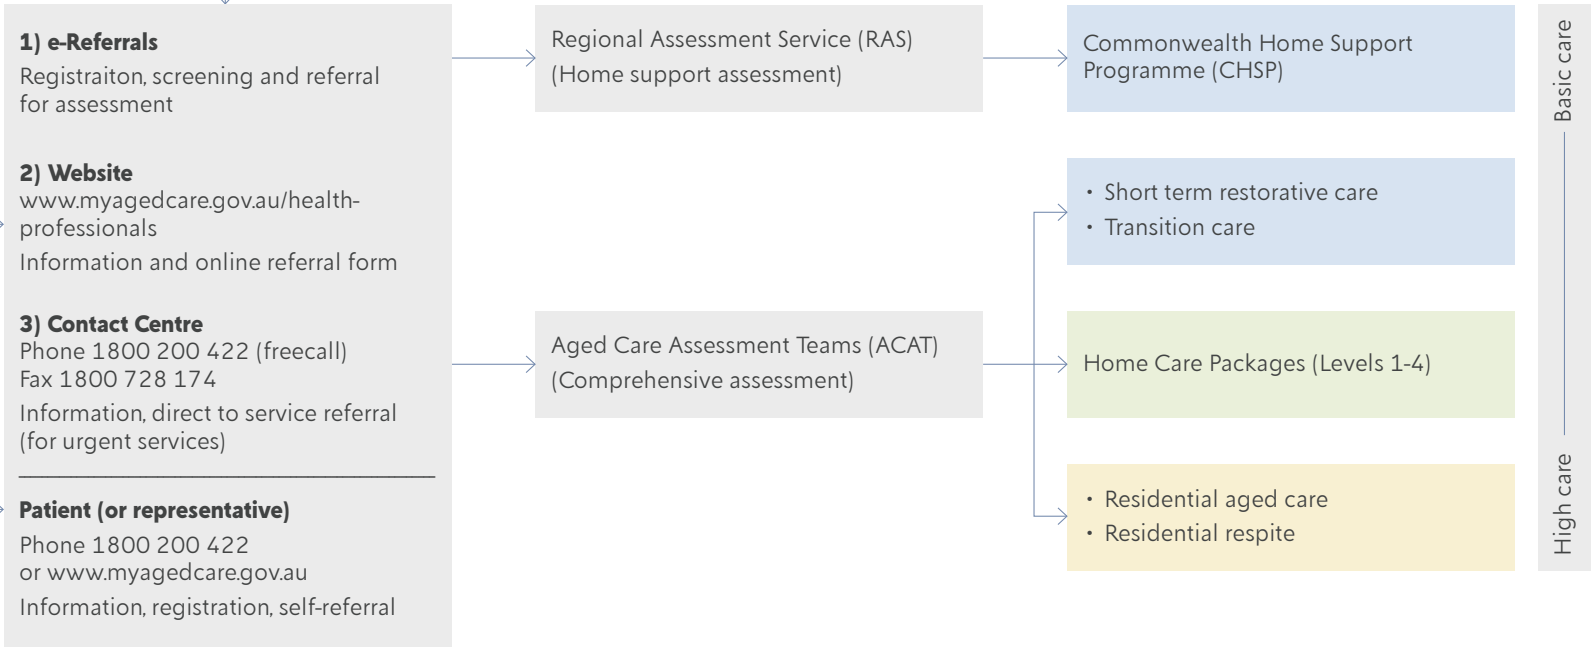 1) e-Referrals
Registraiton, screening and referral
for assessment
2) Website
www.myagedcare.gov.au/health-
professionals
Information and online referral form
3) Contact Centre
Phone 1800 200 422 (freecall)
Fax 1800 728 174
Information, direct to service referral
(for urgent services)
Patient (or representative)
Phone 1800 200 422
or www.myagedcare.gov.au
Information, registration, self-referral
Regional Assessment Service (RAS)
(Home support assessment)
Aged Care Assessment Teams (ACAT)
(Comprehensive assessment)
Commonwealth Home Support
Programme (CHSP)
• Short term restorative care
• Transition care
Home Care Packages (Levels 1-4)
• Residential aged care
• Residential respite
Basic care
High care